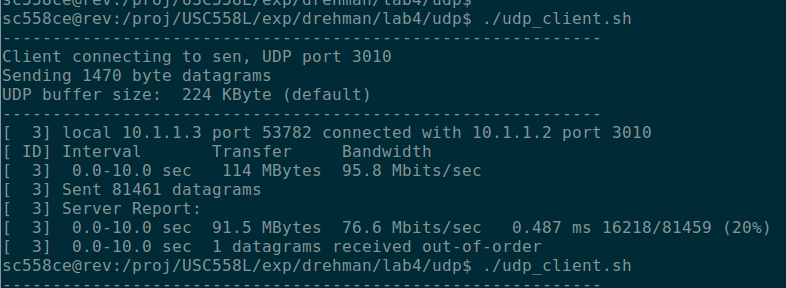 sc558ce@rev:/proj/USC558L/exp/drehman/lab4/udp$
sc558ce@rev:/proj/USC558L/exp/drehman/lab4/udp$ ./udp_client.sh
------------------------------------------------------------
Client connecting to sen, UDP port 3010
Sending 1470 byte datagrams
UDP buffer size:  224 KByte (default)
------------------------------------------------------------
[  3] local 10.1.1.3 port 53782 connected with 10.1.1.2 port 3010
[ ID] Interval       Transfer     Bandwidth
[  3]  0.0-10.0 sec   114 MBytes  95.8 Mbits/sec
[  3] Sent 81461 datagrams
[  3] Server Report:
[  3]  0.0-10.0 sec  91.5 MBytes  76.6 Mbits/sec   0.487 ms 16218/81459 (20%)
[  3]  0.0-10.0 sec  1 datagrams received out-of-order
sc558ce@rev:/proj/USC558L/exp/drehman/lab4/udp$ ./udp_client.sh
------------------------------------------------------------